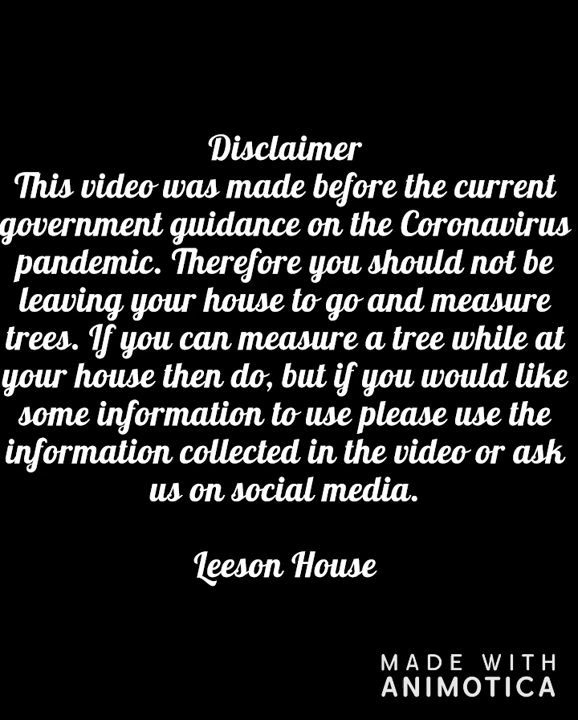 Disclaimer
This video was made before the current
government guidance on the Coronavirus
pandemic. Therefore you should not be
leaving your house to go and measure
trees. If you can measure a tree while at
your house then do, but if you would like
some information to use please use the
information collected in the video or ask
us on social media.
Leeson House
MADE WITH
ANIMOTICA